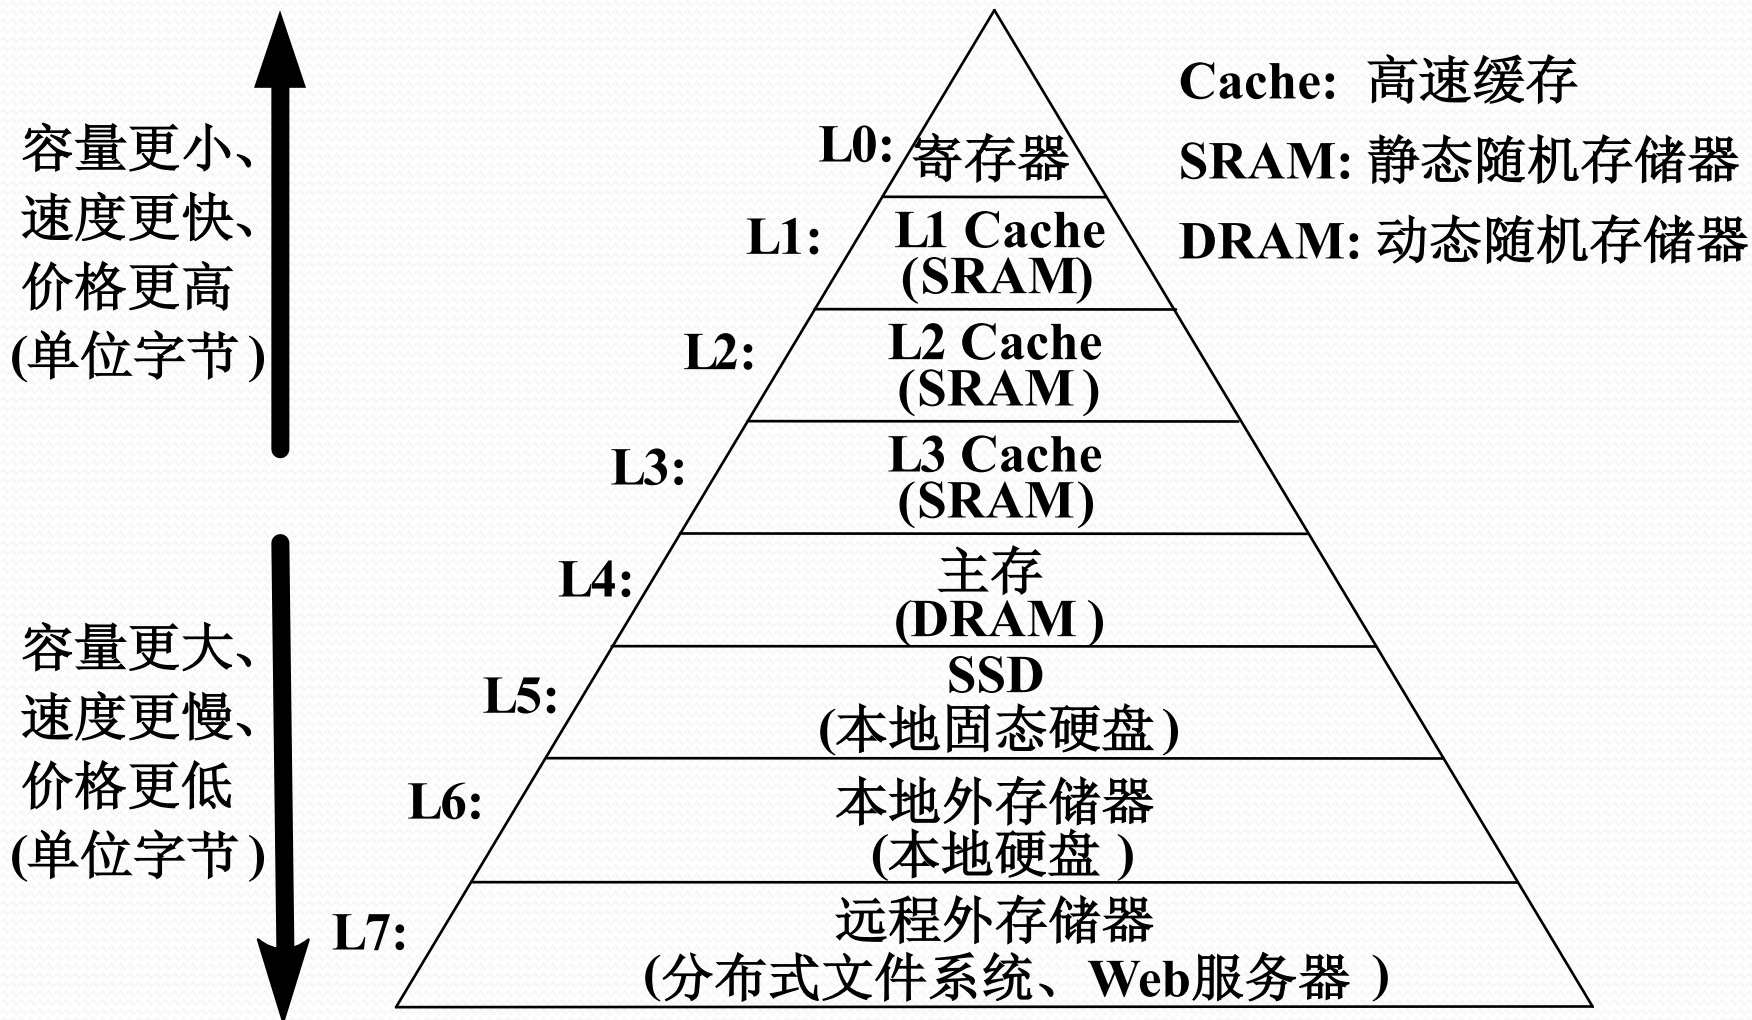 容量更小、
速度更快、
价格更高
(单位字节)
容量更大、
速度更慢、
价格更低
(单位字节)
L0: 寄存器
L1: L1 Cache
(SRAM)
L2: L2 Cache
(SRAM)
L3: L3 Cache
(SRAM)
L4: 主存
(DRAM)
L5: SSD
(本地固态硬盘)
L6: 本地外存储器
(本地硬盘)
L7: 远程外存储器
(分布式文件系统、Web服务器)
Cache: 高速缓存
SRAM: 静态随机存储器
DRAM: 动态随机存储器